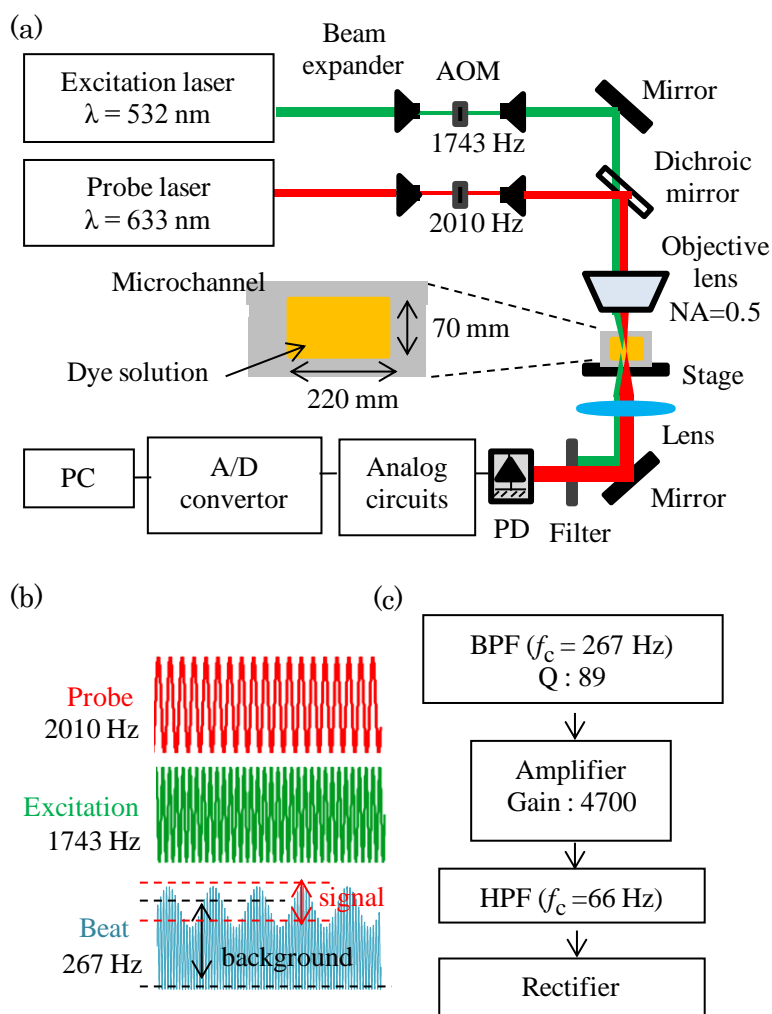 (a)
Excitation laser
λ = 532 nm
Beam
expander
AOM
1743 Hz
Mirror
Probe laser
λ = 633 nm
2010 Hz
Dichroic
mirror
Objective
lens
NA=0.5
Microchannel
70 mm
Dye solution
220 mm
Stage
Lens
PC
A/D
convertor
Analog
circuits
PD
Filter
Mirror
(b)
Probe
2010 Hz
Excitation
1743 Hz
Beat
267 Hz
signal
background
(c)
BPF (fc = 267 Hz)
Q : 89
Amplifier
Gain : 4700
HPF (fc = 66 Hz)
Rectifier